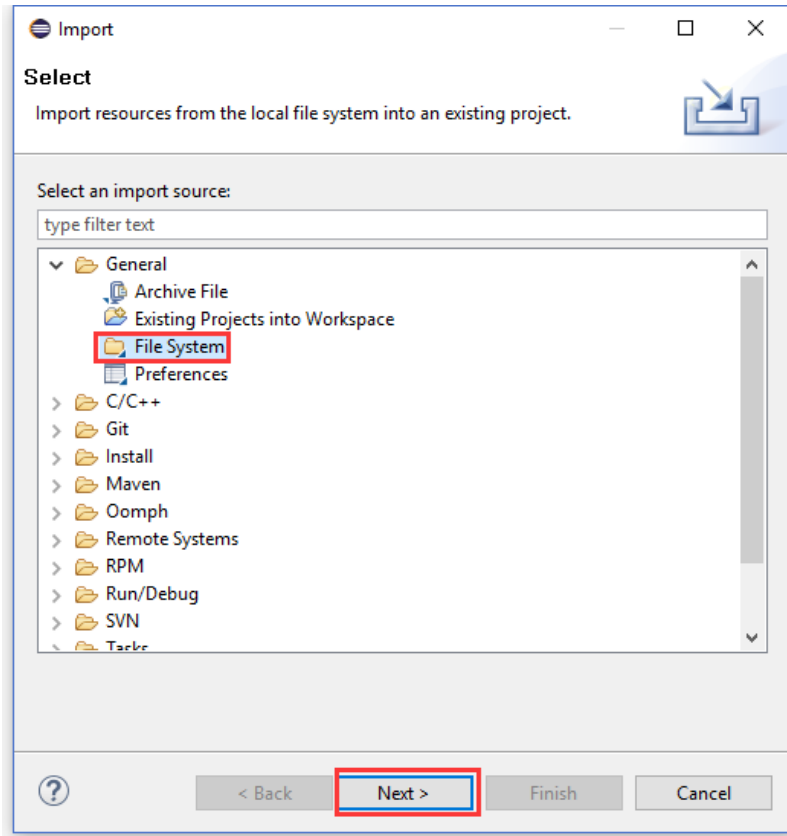 Import
Select
Import resources from the local file system into an existing project.
Select an import source:
type filter text
General
Archive File
Existing Projects into Workspace
File System
Preferences
C/C++
Git
Install
Maven
Oomph
Remote Systems
RPM
Run/Debug
SVN
Tasks
?
< Back
Next >
Finish
Cancel